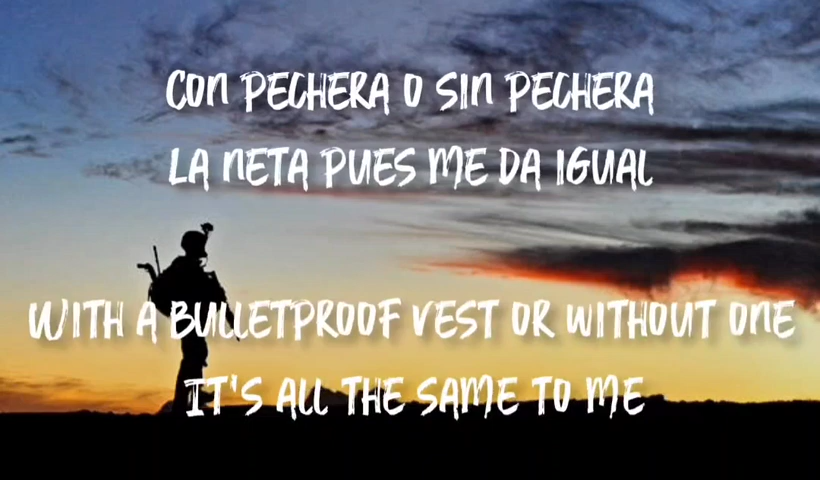 CON PECHERA O SIN PECHERA
LA NETA PUES ME DA IGUAL
WITH A BULLETPROOF VEST OR WITHOUT ONE
IT'S ALL THE SAME TO ME